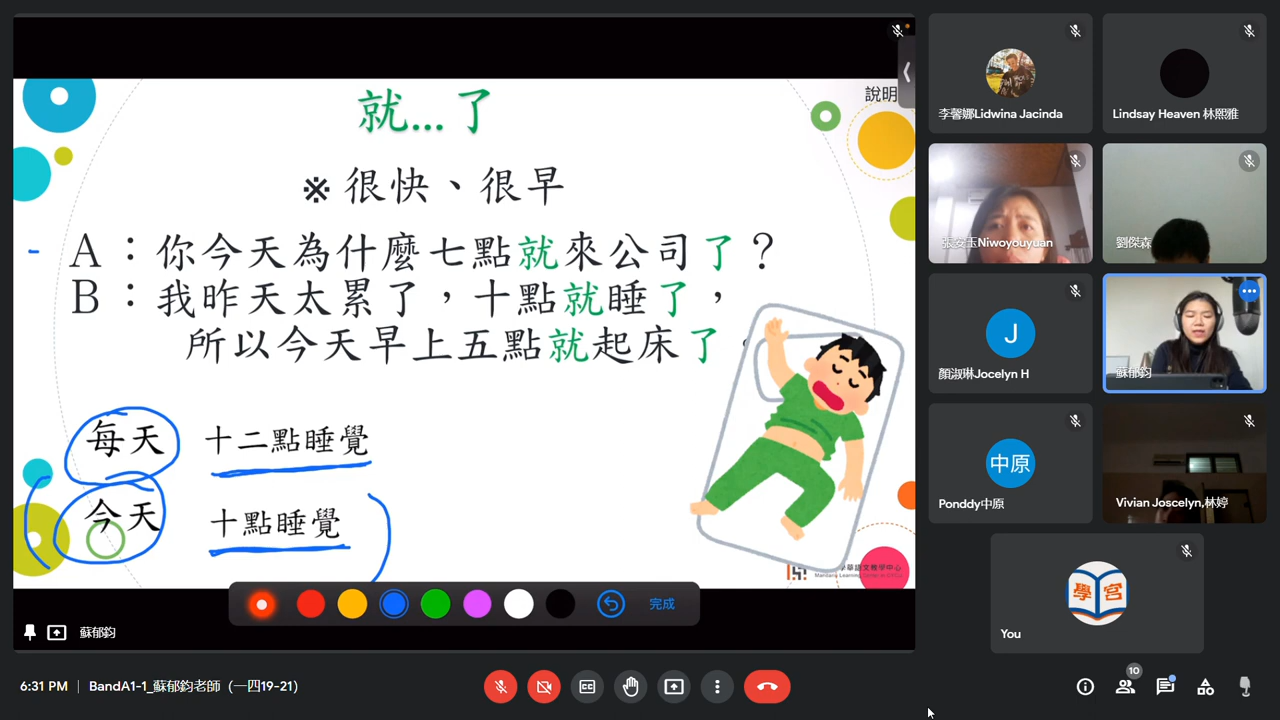 就...了
說明
※ 很快、很早
A：你今天為什麼七點就來公司了？
B：我昨天太累了，十點就睡了，
所以今天早上五點就起床了。
每天 十二點睡覺
今天 十點睡覺
完成
蘇郁鈞
李馨娜Lidwina Jacinda
Lindsay Heaven 林熙雅
張安玉Niwoyouyuan
劉傑森
J
顏淑琳Jocelyn H
蘇郁鈞
中原
Ponddy中原
Vivian Joscelyn,林婷
學宮
You
6:31 PM
BandA1-1_蘇郁鈞老師（一四19-21）
10